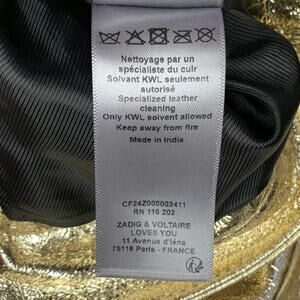 Nettoyage par un
spécialiste du cuir
Solvant KWL seulement
autorisé
Specialized leather
cleaning
Only KWL solvent allowed
Keep away from fire
Made in India
CF24Z000002411
RN 116 202
ZADIG & VOLTAIRE
LOVES YOU
11 Avenue d'Iéna
75116 Paris - FRANCE